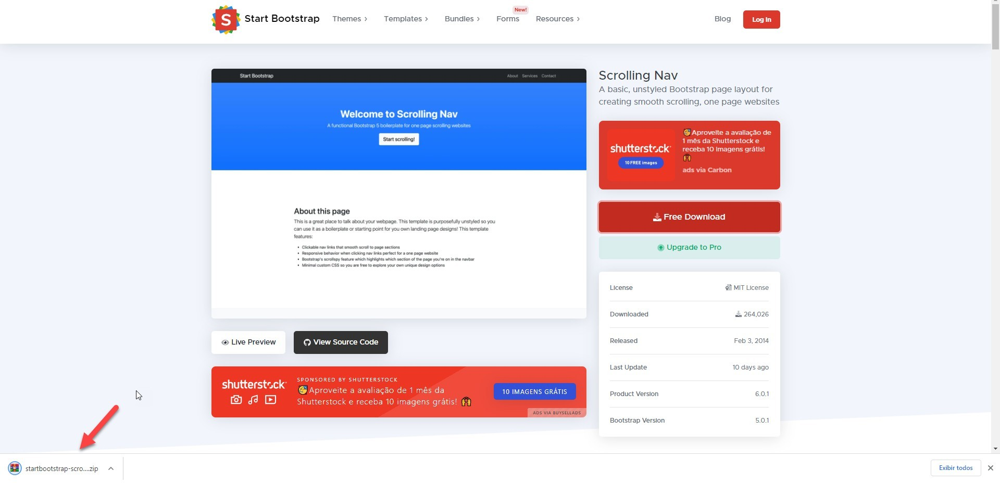 S Start Bootstrap Themes › Templates › Bundles › Forms New! Resources › Blog Log In
Start Bootstrap About Services Contact
Welcome to Scrolling Nav
A functional Bootstrap 5 boilerplate for one page scrolling websites
Start scrolling!
About this page
This is a great place to talk about your webpage. This template is purposefully unstyled so you
can use it as a boilerplate or starting point for you own landing page designs! This template
features:
• Clickable nav links that smooth scroll to page sections
• Responsive behavior when clicking nav links perfect for a one page website
• Bootstrap's scrollspy feature which highlights which section of the page you're on in the navbar
• Minimal custom CSS so you are free to explore your own unique design options
Live Preview View Source Code
shutterstock
SPONSORED BY SHUTTERSTOCK
🥳Aproveite a avaliação de 1 mês da
Shutterstock e receba 10 imagens grátis! 🙌
10 IMAGENS GRÁTIS
ADS VIA BUYSELLADS
Scrolling Nav
A basic, unstyled Bootstrap page layout for
creating smooth scrolling, one page websites
shutterstock
10 FREE images
🥳Aproveite a avaliação de
1 mês da Shutterstock e
receba 10 imagens grátis!
🙌
ads via Carbon
Free Download
Upgrade to Pro
License MIT License
Downloaded 264,026
Released Feb 3, 2014
Last Update 10 days ago
Product Version 6.0.1
Bootstrap Version 5.0.1
startbootstrap-scro....zip
Exibir todos